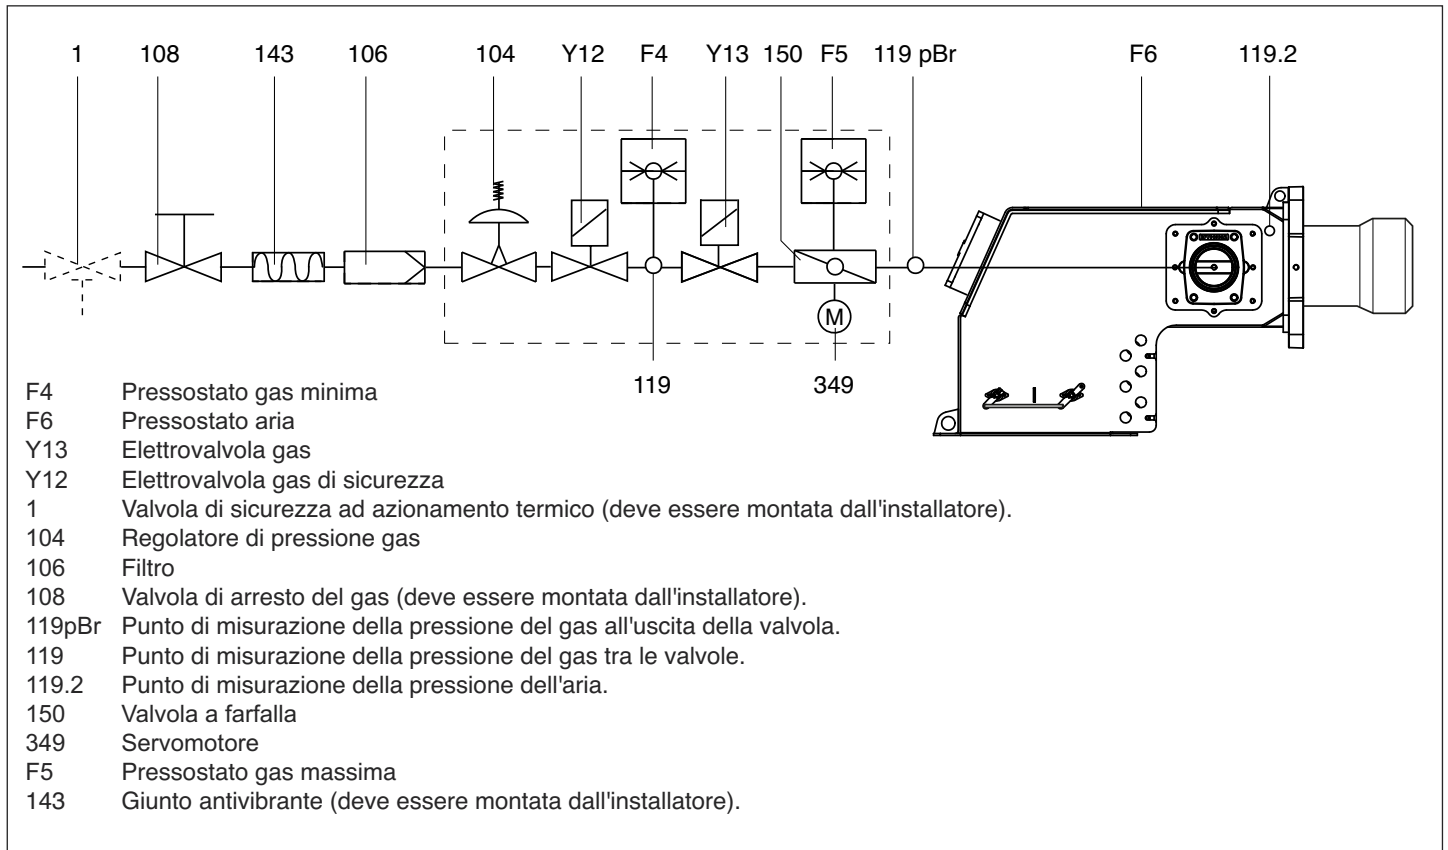 1 108 143 106 104 Y12 F4 Y13 150 F5 119 pBr F6 119.2
M
119 349
F4 Pressostato gas minima
F6 Pressostato aria
Y13 Elettrovalvola gas
Y12 Elettrovalvola gas di sicurezza
1 Valvola di sicurezza ad azionamento termico (deve essere montata dall'installatore).
104 Regolatore di pressione gas
106 Filtro
108 Valvola di arresto del gas (deve essere montata dall'installatore).
119pBr Punto di misurazione della pressione del gas all'uscita della valvola.
119 Punto di misurazione della pressione del gas tra le valvole.
119.2 Punto di misurazione della pressione dell'aria.
150 Valvola a farfalla
349 Servomotore
F5 Pressostato gas massima
143 Giunto antivibrante (deve essere montata dall'installatore).